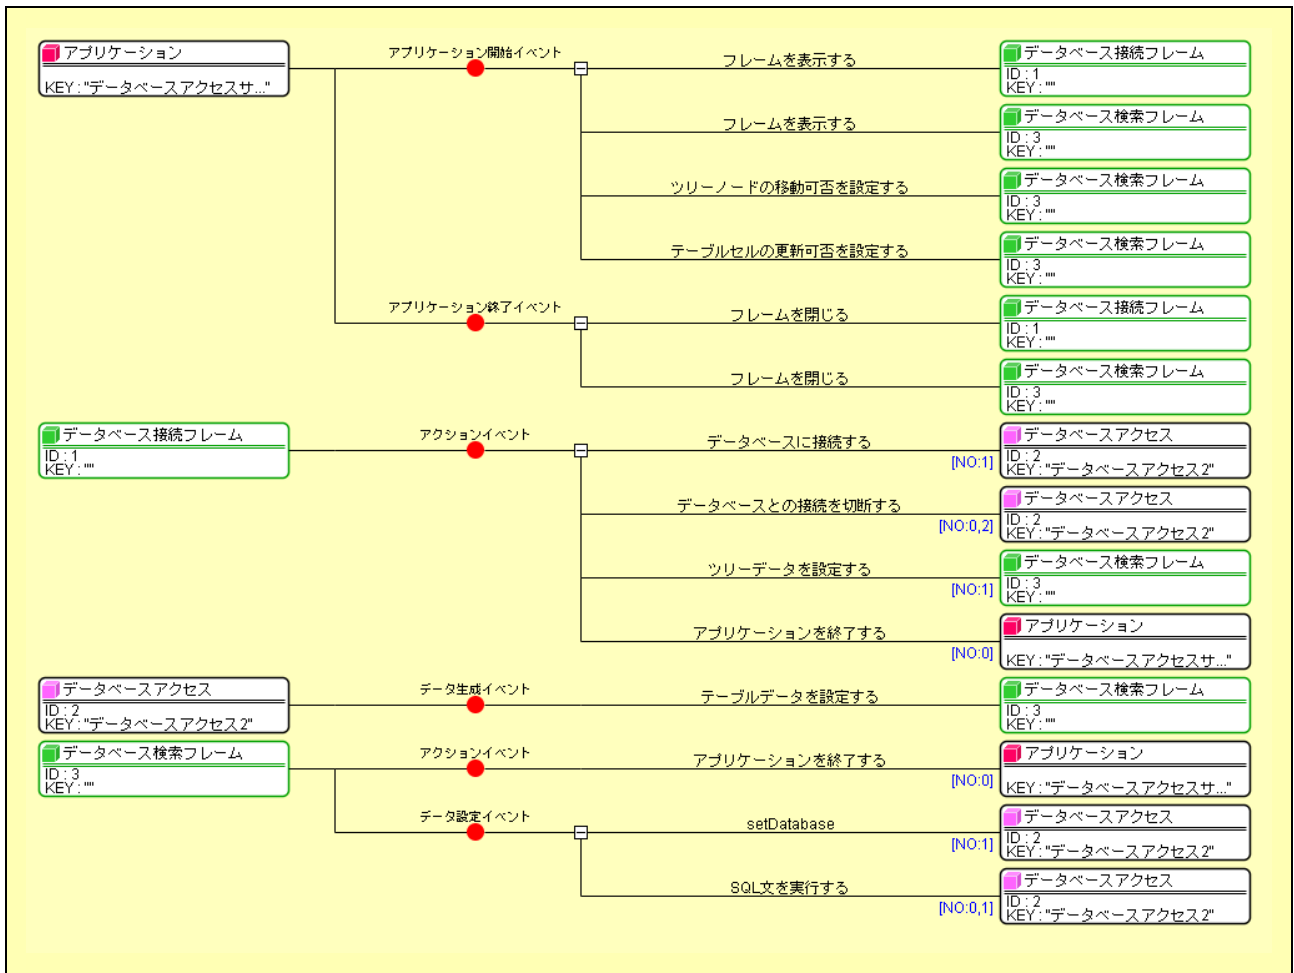 アプリケーション
KEY : "データベースアクセスサ..."
アプリケーション開始イベント
フレームを表示する
データベース接続フレーム
ID : 1
KEY : ""
フレームを表示する
データベース検索フレーム
ID : 3
KEY : ""
ツリーノードの移動可否を設定する
データベース検索フレーム
ID : 3
KEY : ""
テーブルセルの更新可否を設定する
データベース検索フレーム
ID : 3
KEY : ""
アプリケーション終了イベント
フレームを閉じる
データベース接続フレーム
ID : 1
KEY : ""
フレームを閉じる
データベース検索フレーム
ID : 3
KEY : ""
データベース接続フレーム
ID : 1
KEY : ""
アクションイベント
データベースに接続する
[NO:1]
データベースアクセス
ID : 2
KEY : "データベースアクセス2"
データベースとの接続を切断する
[NO:0,2]
データベースアクセス
ID : 2
KEY : "データベースアクセス2"
ツリーデータを設定する
[NO:1]
データベース検索フレーム
ID : 3
KEY : ""
アプリケーションを終了する
[NO:0]
アプリケーション
KEY : "データベースアクセスサ..."
データベースアクセス
ID : 2
KEY : "データベースアクセス2"
データ生成イベント
テーブルデータを設定する
データベース検索フレーム
ID : 3
KEY : ""
データベース検索フレーム
ID : 3
KEY : ""
アクションイベント
アプリケーションを終了する
[NO:0]
アプリケーション
KEY : "データベースアクセスサ..."
データ設定イベント
setDatabase
[NO:1]
データベースアクセス
ID : 2
KEY : "データベースアクセス2"
SQL文を実行する
[NO:0,1]
データベースアクセス
ID : 2
KEY : "データベースアクセス2"